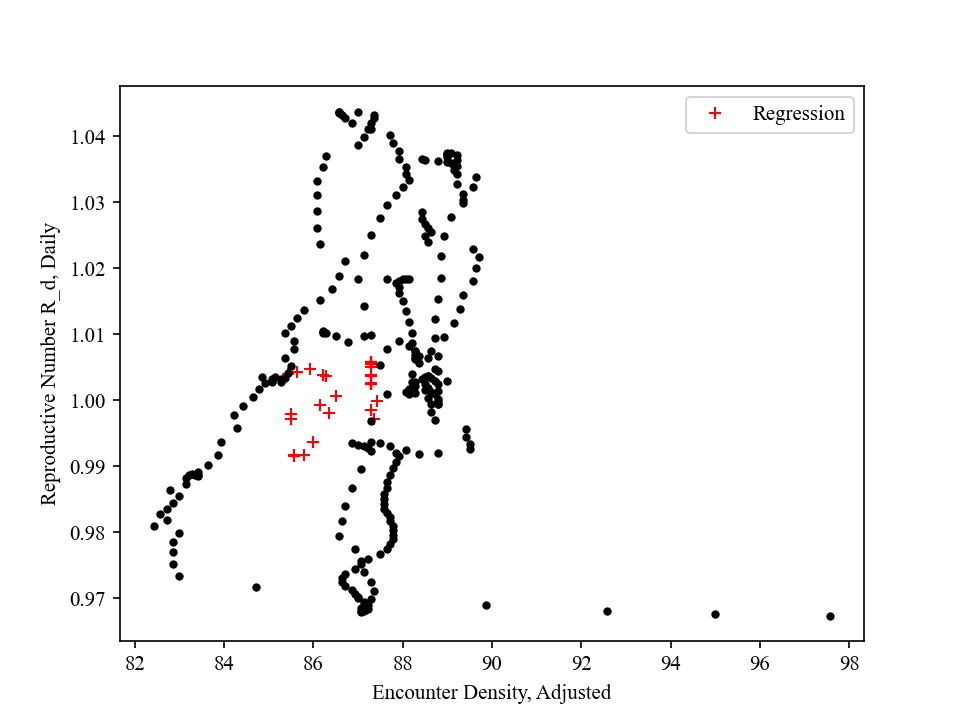 Regression
Reproductive Number R_d, Daily
1.04
1.03
1.02
1.01
1.00
0.99
0.98
0.97
82 84 86 88 90 92 94 96 98
Encounter Density, Adjusted